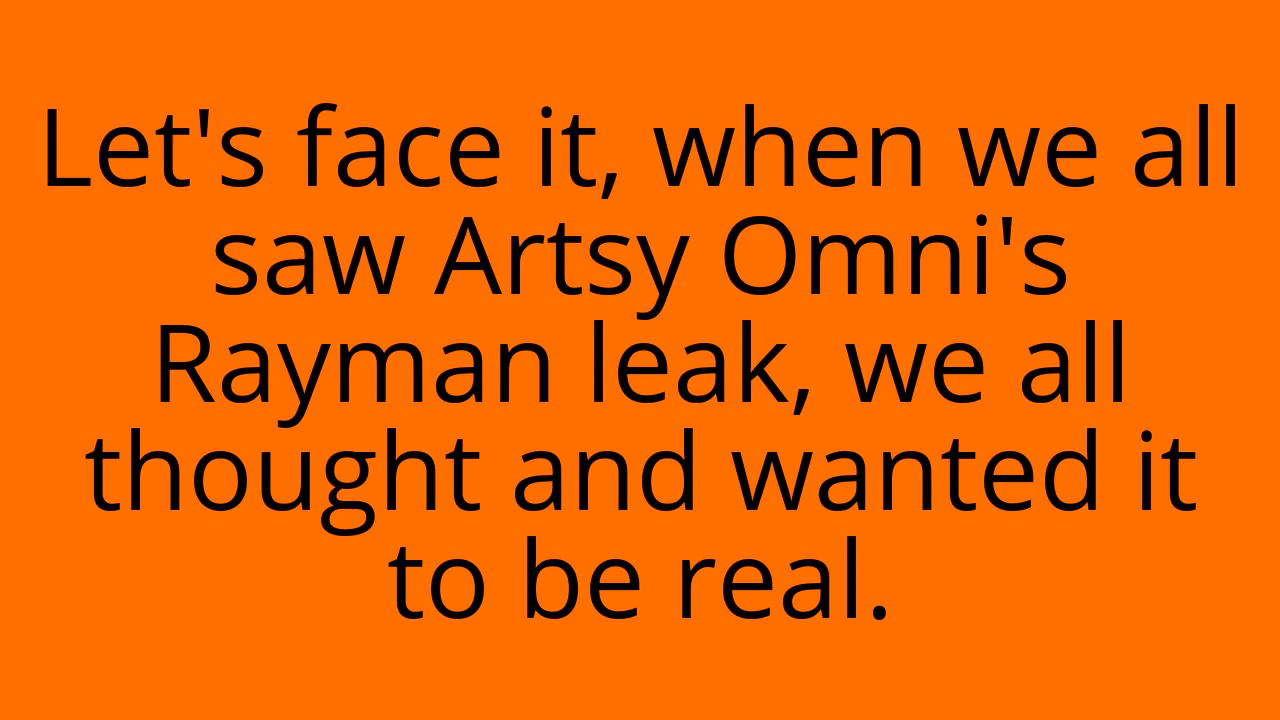 Let's face it, when we all
saw Artsy Omni's
Rayman leak, we all
thought and wanted it
to be real.